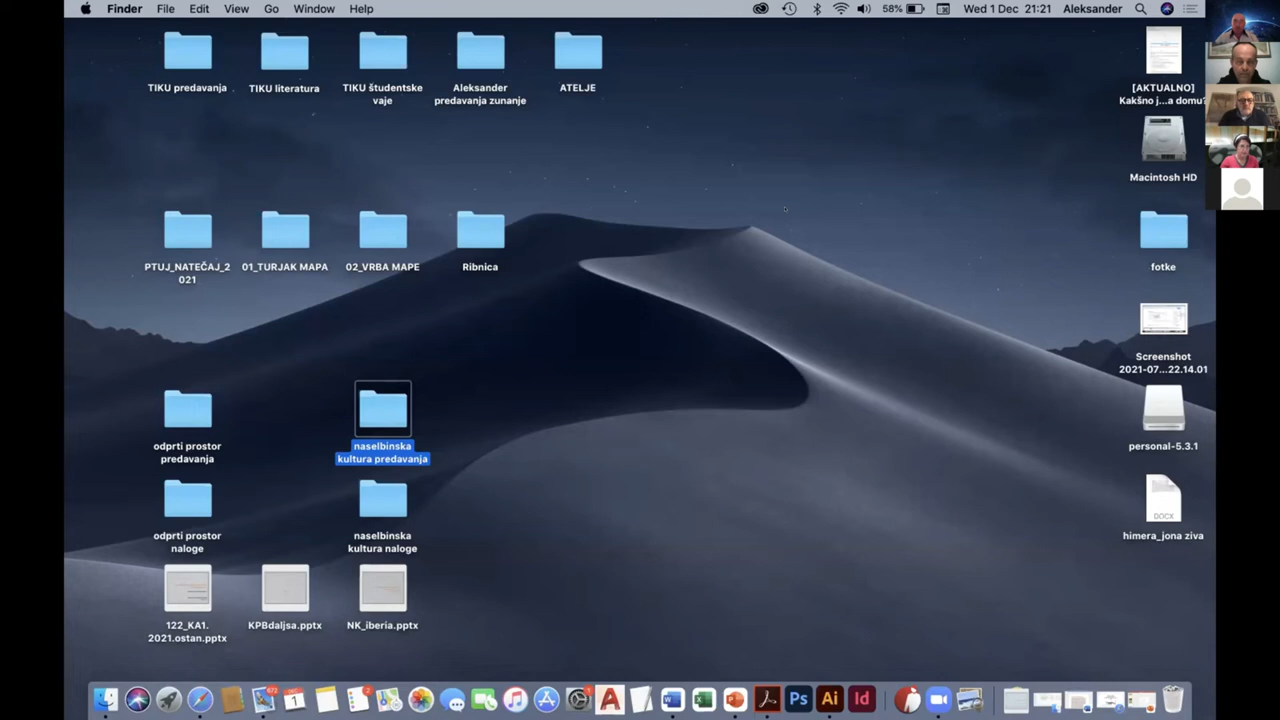 Finder File Edit View Go Window Help
58% Wed 1 Dec 21:21 Aleksander
TIKU predavanja
TIKU literatura
TIKU študentske
vaje
Aleksander
predavanja zunanje
ATELJE
[AKTUALNO]
Kakšno j...a domu?
Macintosh HD
PTUJ_NATEČAJ_2
021
01_TURJAK MAPA
02_VRBA MAPE
Ribnica
fotke
Screenshot
2021-07...22.14.01
odprti prostor
predavanja
naselbinska
kultura predavanja
personal-5.3.1
odprti prostor
naloge
naselbinska
kultura naloge
DOCX
himera_jona ziva
122_KA1.
2021.ostan.pptx
KPBdaljsa.pptx
NK_iberia.pptx
Ps
Ai
Id